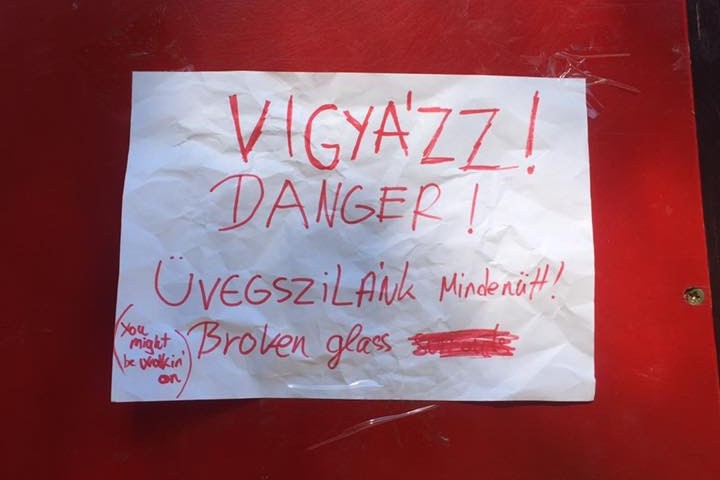 VIGYÁZZ!
DANGER!
ÜVEGSZILÁNK Mindenütt!
(You
might
be walkin'
on)
Broken glass